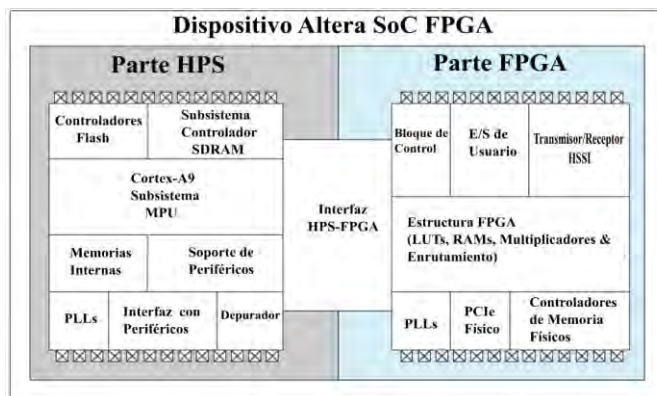 Dispositivo Altera SoC FPGA
Parte HPS
Parte FPGA
Controladores
Flash
Subsistema
Controlador
SDRAM
Cortex-A9
Subsistema
MPU
Memorias
Internas
Soporte de
Periféricos
PLLs
Interfaz con
Periféricos
Depurador
Interfaz
HPS-FPGA
Bloque de
Control
E/S de
Usuario
Transmisor/Receptor
HSSI
Estructura FPGA
(LUTs, RAMs, Multiplicadores &
Enrutamiento)
PLLs
PCIe
Físico
Controladores
de Memoria
Físicos